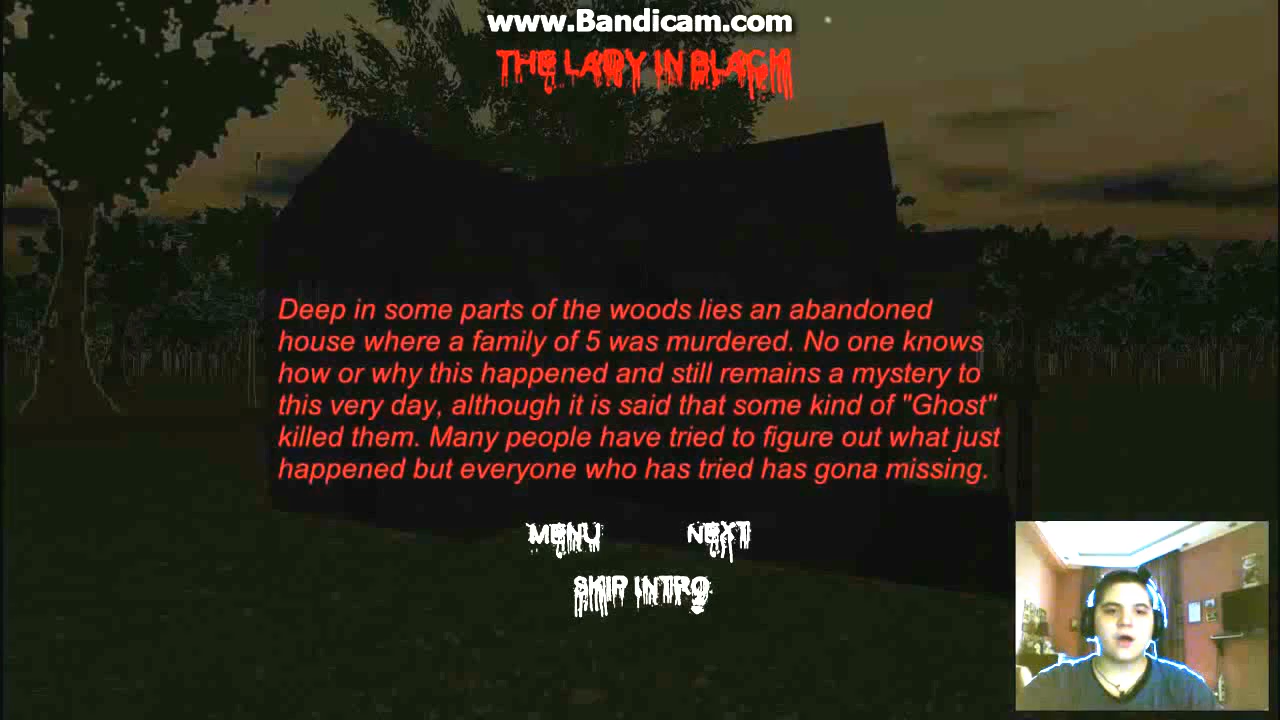 www.Bandicam.com
THE LADY IN BLACK
Deep in some parts of the woods lies an abandoned
house where a family of 5 was murdered. No one knows
how or why this happened and still remains a mystery to
this very day, although it is said that some kind of "Ghost"
killed them. Many people have tried to figure out what just
happened but everyone who has tried has gona missing.
MENU NEXT
SKIP INTRO